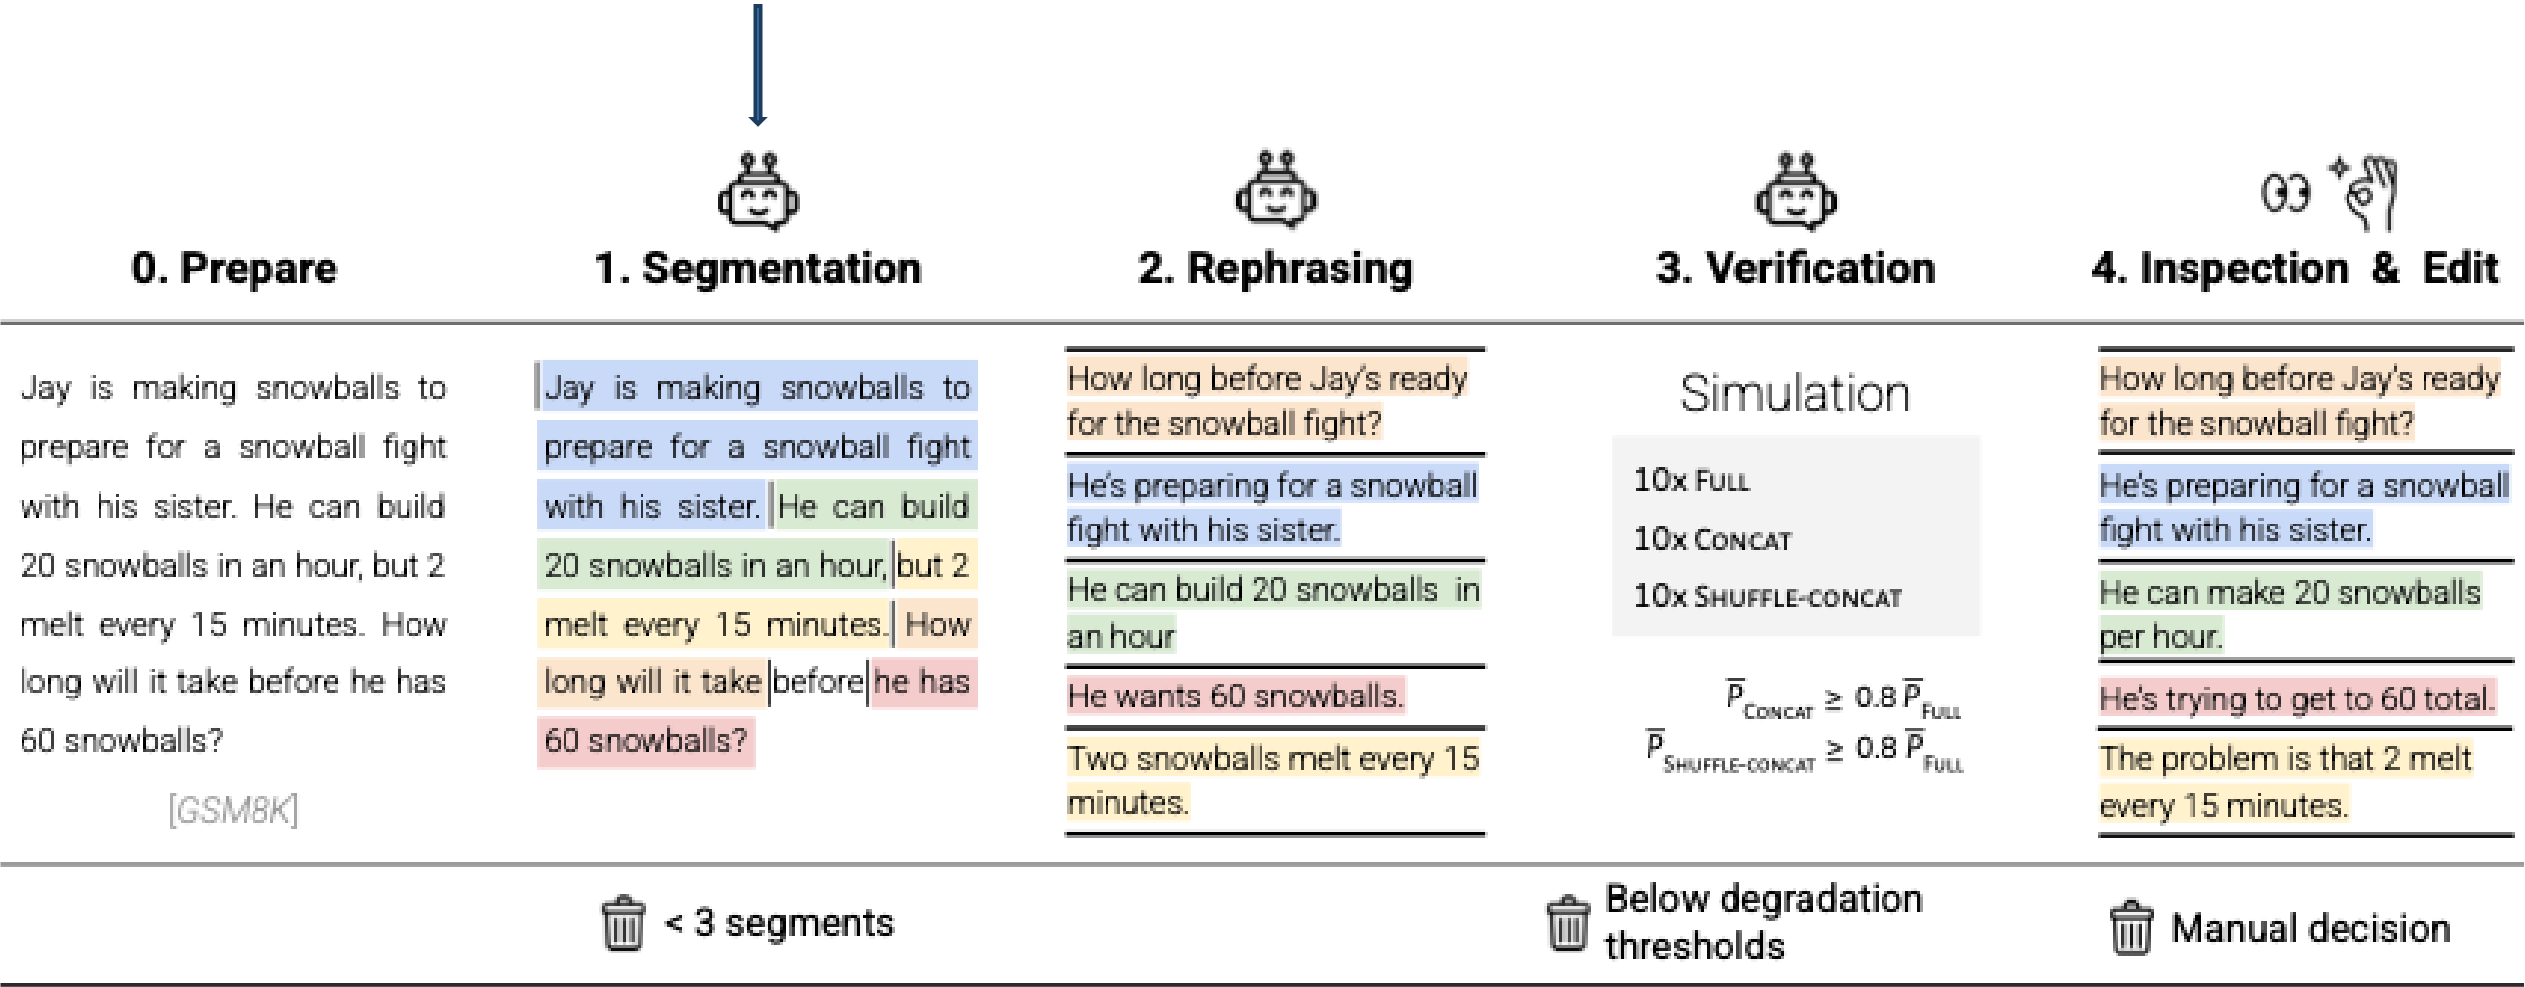 0. Prepare
1. Segmentation
2. Rephrasing
3. Verification
4. Inspection & Edit
Jay is making snowballs to
prepare for a snowball fight
with his sister. He can build
20 snowballs in an hour, but 2
melt every 15 minutes. How
long will it take before he has
60 snowballs?
[GSM8K]
Jay is making snowballs to
prepare for a snowball fight
with his sister. He can build
20 snowballs in an hour, but 2
melt every 15 minutes. How
long will it take before he has
60 snowballs?
< 3 segments
How long before Jay's ready
for the snowball fight?
He's preparing for a snowball
fight with his sister.
He can build 20 snowballs in
an hour
He wants 60 snowballs.
Two snowballs melt every 15
minutes.
Simulation
10x FULL
10x CONCAT
10x SHUFFLE-CONCAT
P̅ CONCAT ≥ 0.8 P̅ FULL
P̅ SHUFFLE-CONCAT ≥ 0.8 P̅ FULL
Below degradation
thresholds
How long before Jay's ready
for the snowball fight?
He's preparing for a snowball
fight with his sister.
He can make 20 snowballs
per hour.
He's trying to get to 60 total.
The problem is that 2 melt
every 15 minutes.
Manual decision